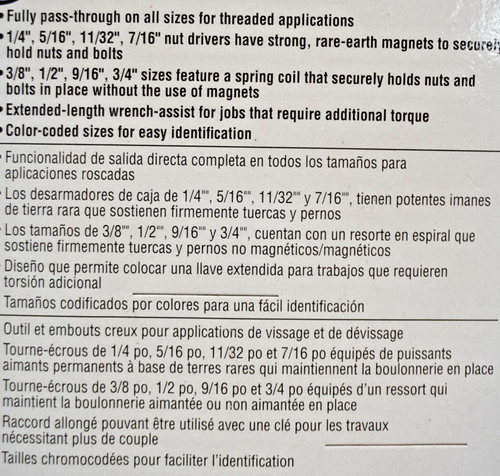 • Fully pass-through on all sizes for threaded applications
• 1/4", 5/16", 11/32", 7/16" nut drivers have strong, rare-earth magnets to securely
hold nuts and bolts
• 3/8", 1/2", 9/16", 3/4" sizes feature a spring coil that securely holds nuts and
bolts in place without the use of magnets
• Extended-length wrench-assist for jobs that require additional torque
• Color-coded sizes for easy identification
• Funcionalidad de salida directa completa en todos los tamaños para
aplicaciones roscadas
• Los desarmadores de caja de 1/4"", 5/16"", 11/32"" y 7/16"", tienen potentes imanes
de tierra rara que sostienen firmemente tuercas y pernos
• Los tamaños de 3/8"", 1/2"", 9/16"" y 3/4"", cuentan con un resorte en espiral que
sostiene firmemente tuercas y pernos no magnéticos/magnéticos
Diseño que permite colocar una llave extendida para trabajos que requieren
torsión adicional
Tamaños codificados por colores para una fácil identificación
Outil et embouts creux pour applications de vissage et de dévissage
Tourne-écrous de 1/4 po, 5/16 po, 11/32 po et 7/16 po équipés de puissants
aimants permanents à base de terres rares qui maintiennent la boulonnerie en place
Tourne-écrous de 3/8 po, 1/2 po, 9/16 po et 3/4 po équipés d'un ressort qui
maintient la boulonnerie aimantée ou non aimantée en place
Raccord allongé pouvant être utilisé avec une clé pour les travaux
nécessitant plus de couple
Tailles chromocodées pour faciliter l'identification